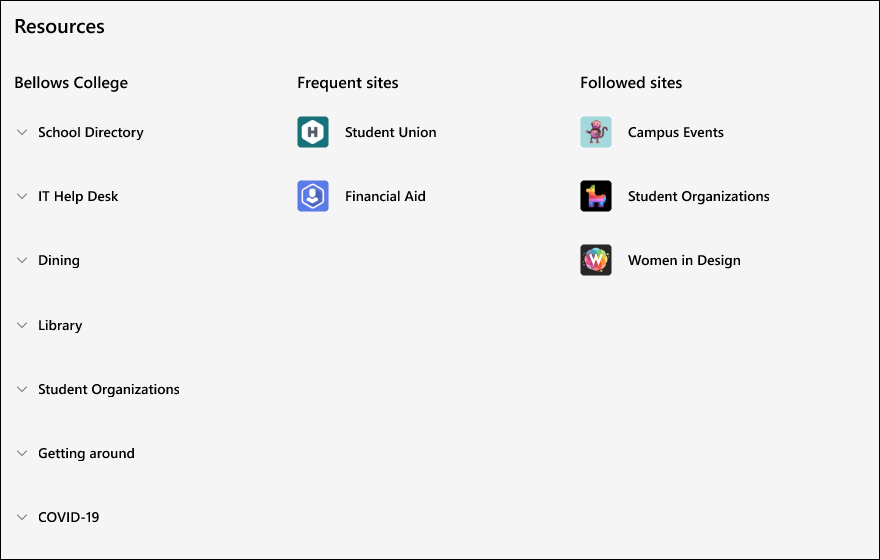 Resources
Bellows College
School Directory
IT Help Desk
Dining
Library
Student Organizations
Getting around
COVID-19
Frequent sites
H Student Union
Financial Aid
Followed sites
Campus Events
Student Organizations
W Women in Design